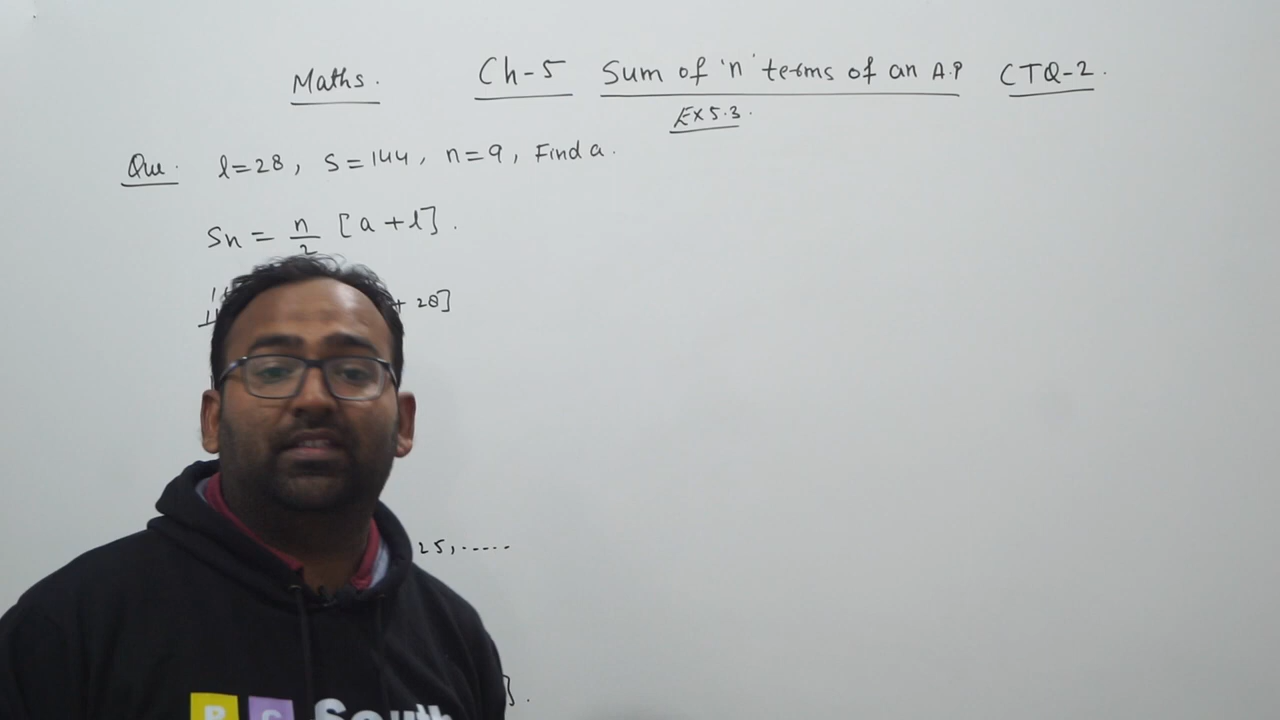 Maths. Ch-5 Sum of 'n' terms of an A.P CTQ-2.
EX 5.3.
Que. l=28, S=144, n=9, Find a.
Sn = n/2 [a+l].
+ 28]
25, .....
].
South